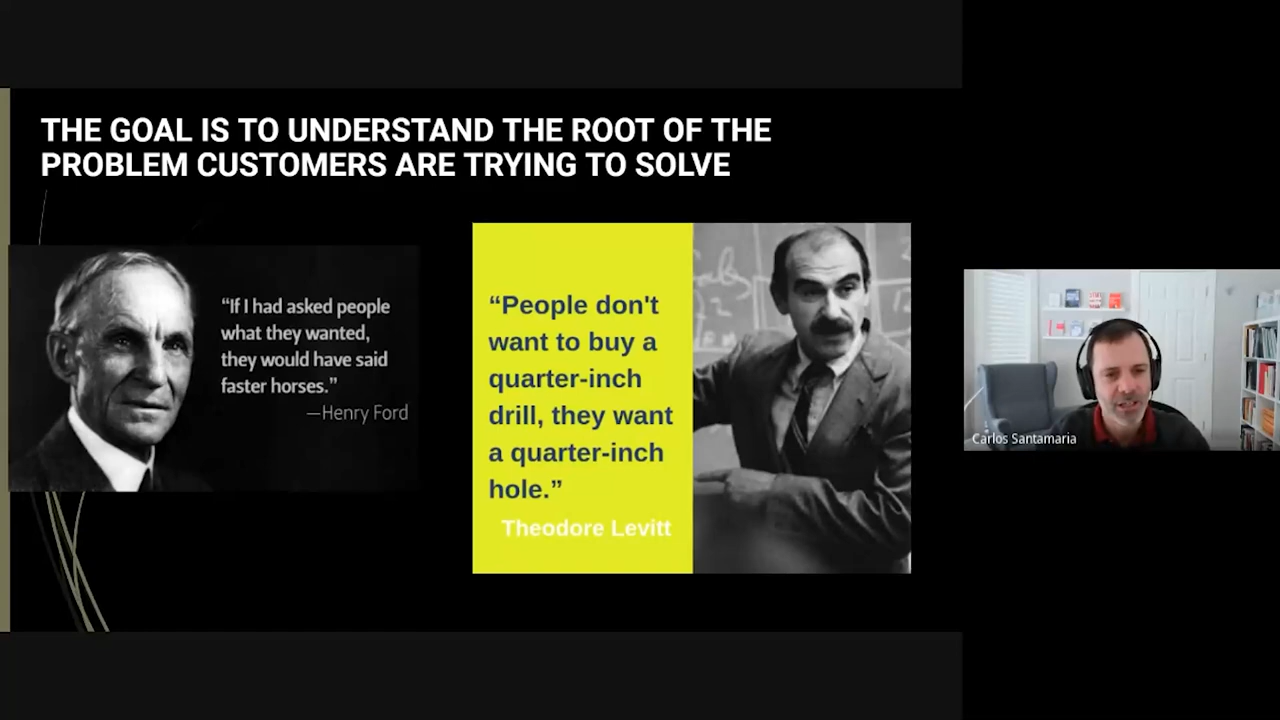 THE GOAL IS TO UNDERSTAND THE ROOT OF THE
PROBLEM CUSTOMERS ARE TRYING TO SOLVE
“If I had asked people
what they wanted,
they would have said
faster horses.”
—Henry Ford
“People don't
want to buy a
quarter-inch
drill, they want
a quarter-inch
hole.”
Theodore Levitt
Carlos Santamaria